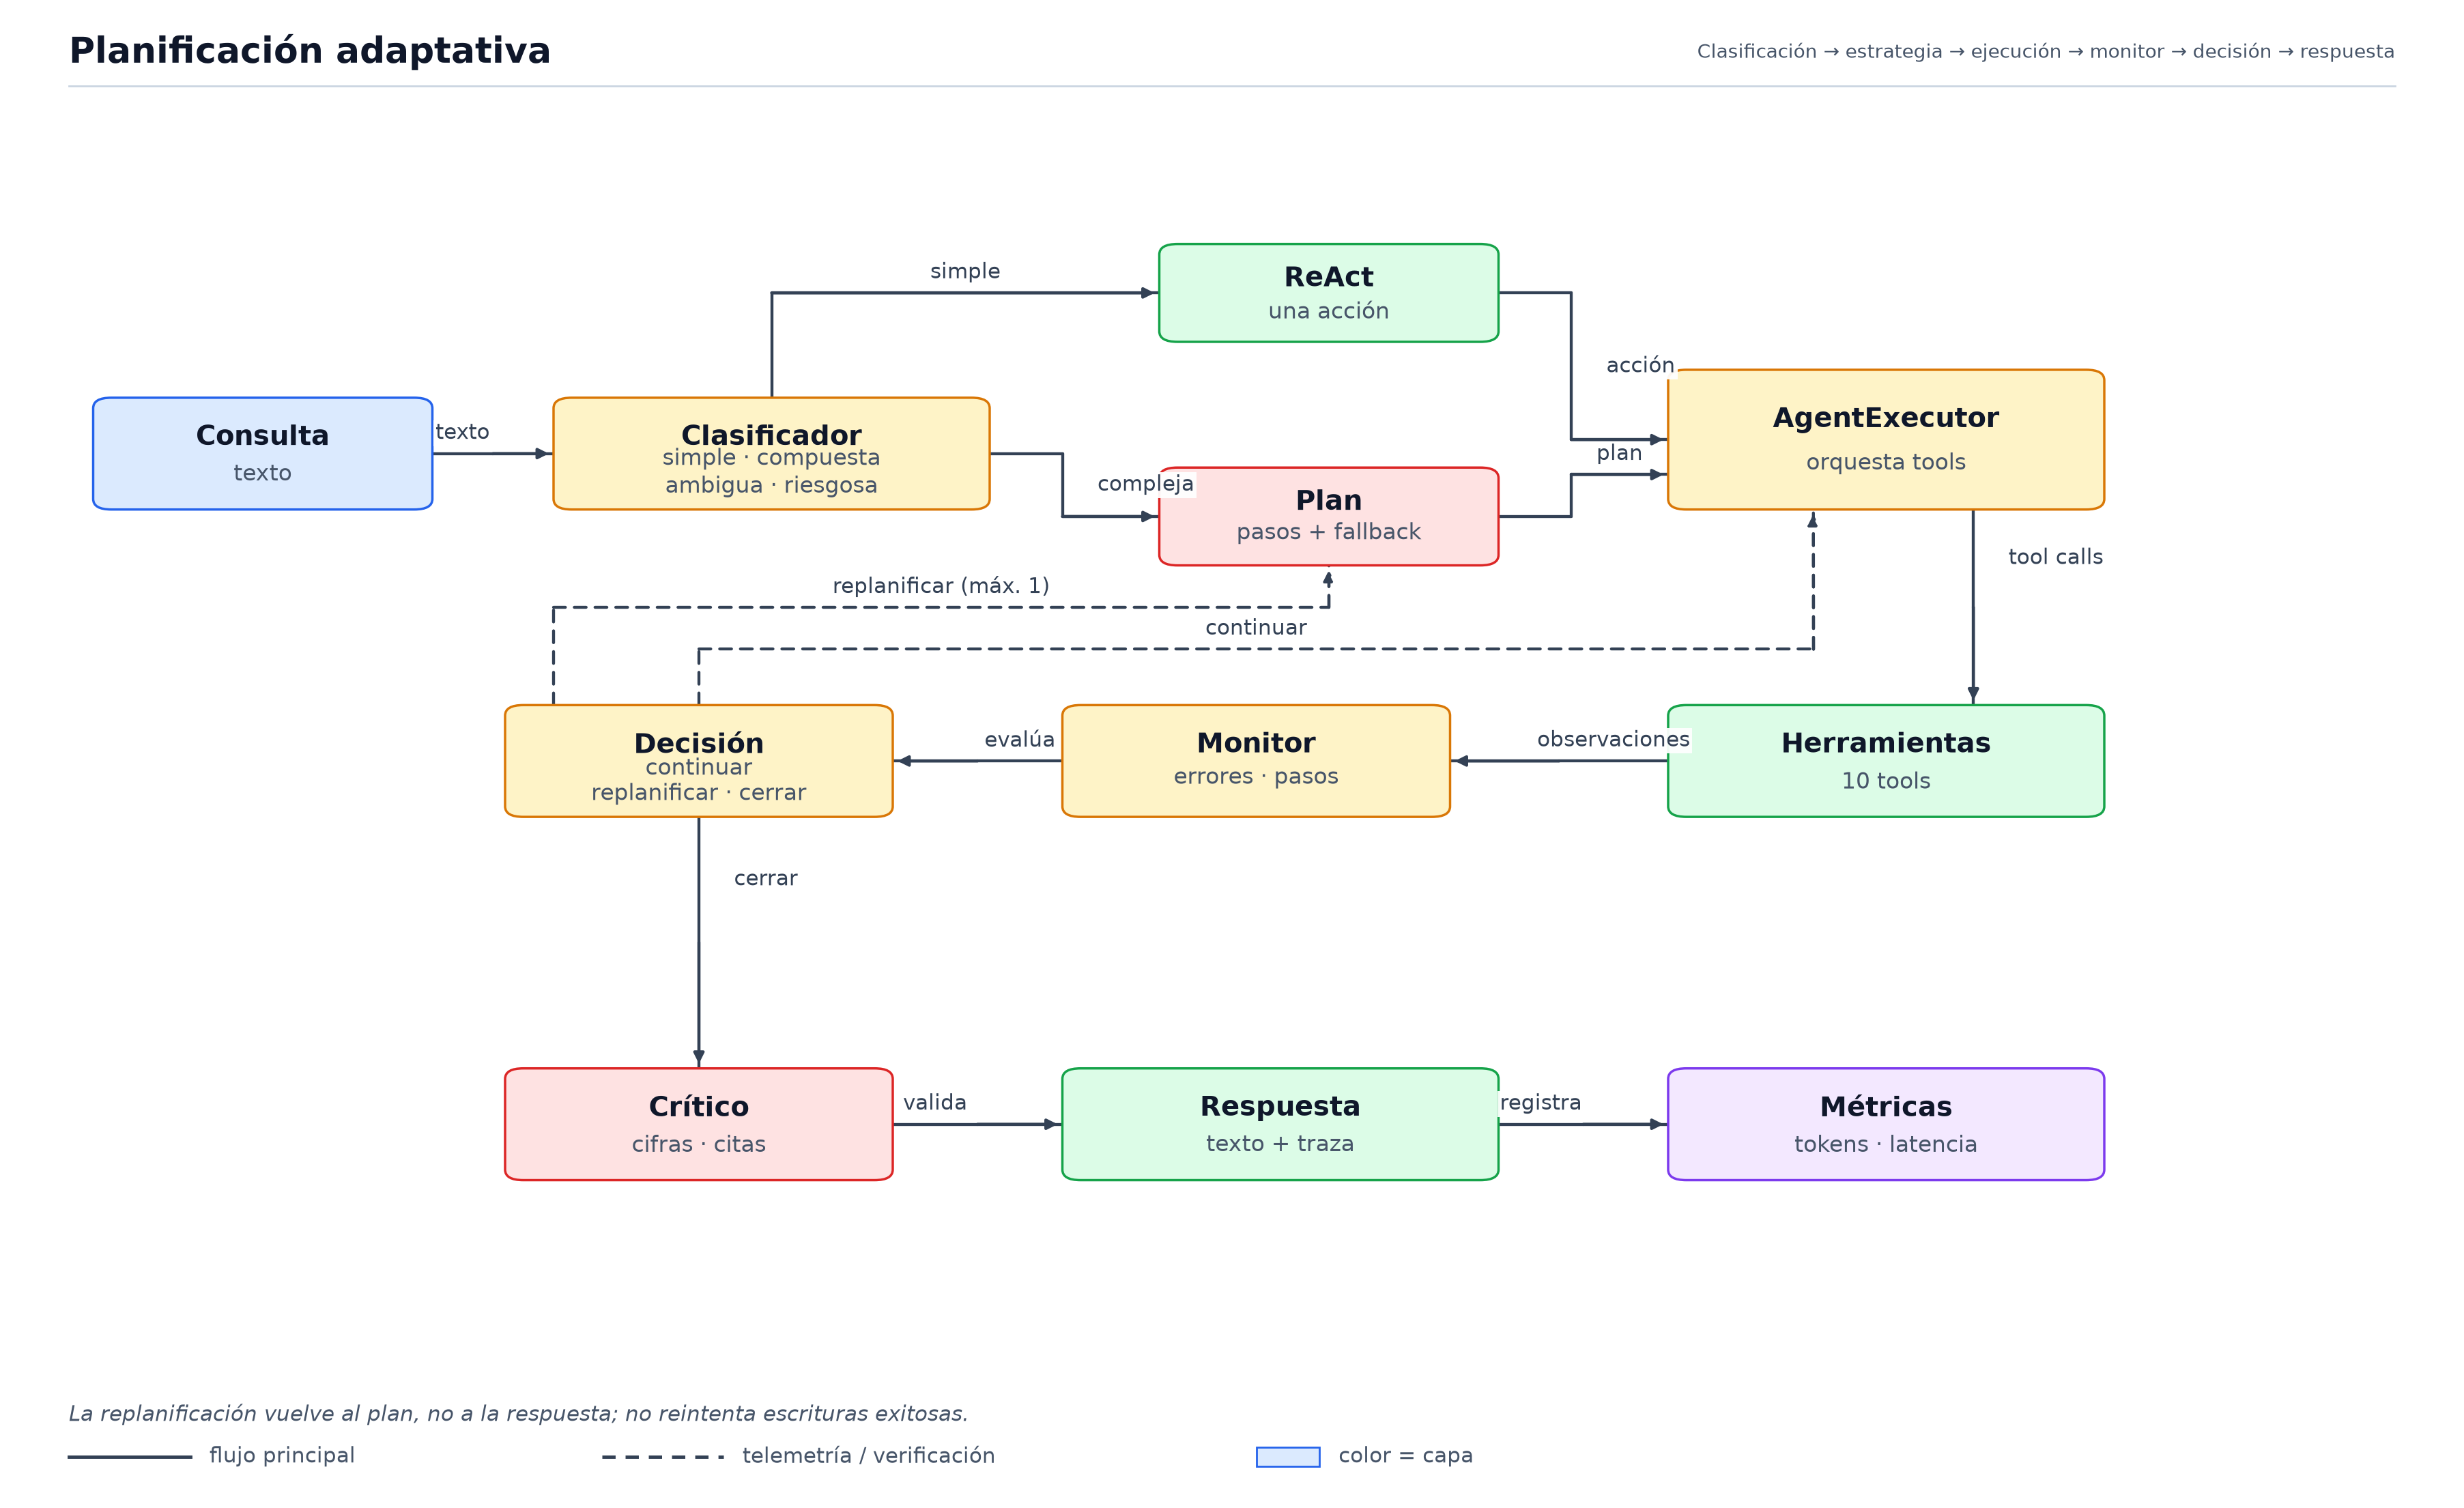 Planificación adaptativa
Clasificación → estrategia → ejecución → monitor → decisión → respuesta
simple
ReAct
una acción
acción
Consulta
texto
texto
Clasificador
simple · compuesta
ambigua · riesgosa
compleja
Plan
pasos + fallback
plan
AgentExecutor
orquesta tools
tool calls
replanificar (máx. 1)
continuar
Decisión
continuar
replanificar · cerrar
evalúa
Monitor
errores · pasos
observaciones
Herramientas
10 tools
cerrar
Crítico
cifras · citas
valida
Respuesta
texto + traza
registra
Métricas
tokens · latencia
La replanificación vuelve al plan, no a la respuesta; no reintenta escrituras exitosas.
flujo principal
telemetría / verificación
color = capa